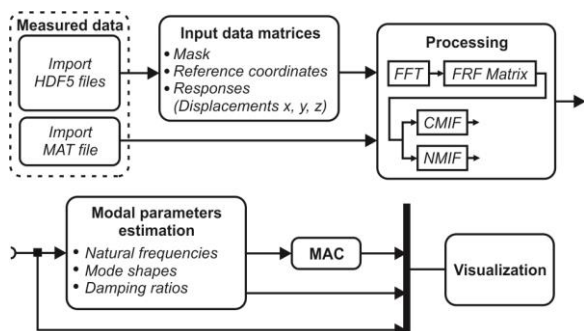 Measured data
Import
HDF5 files
Import
MAT file
Input data matrices
• Mask
• Reference coordinates
• Responses
(Displacements x, y, z)
Processing
FFT
FRF Matrix
CMIF
NMIF
Modal parameters
estimation
• Natural frequencies
• Mode shapes
• Damping ratios
MAC
Visualization